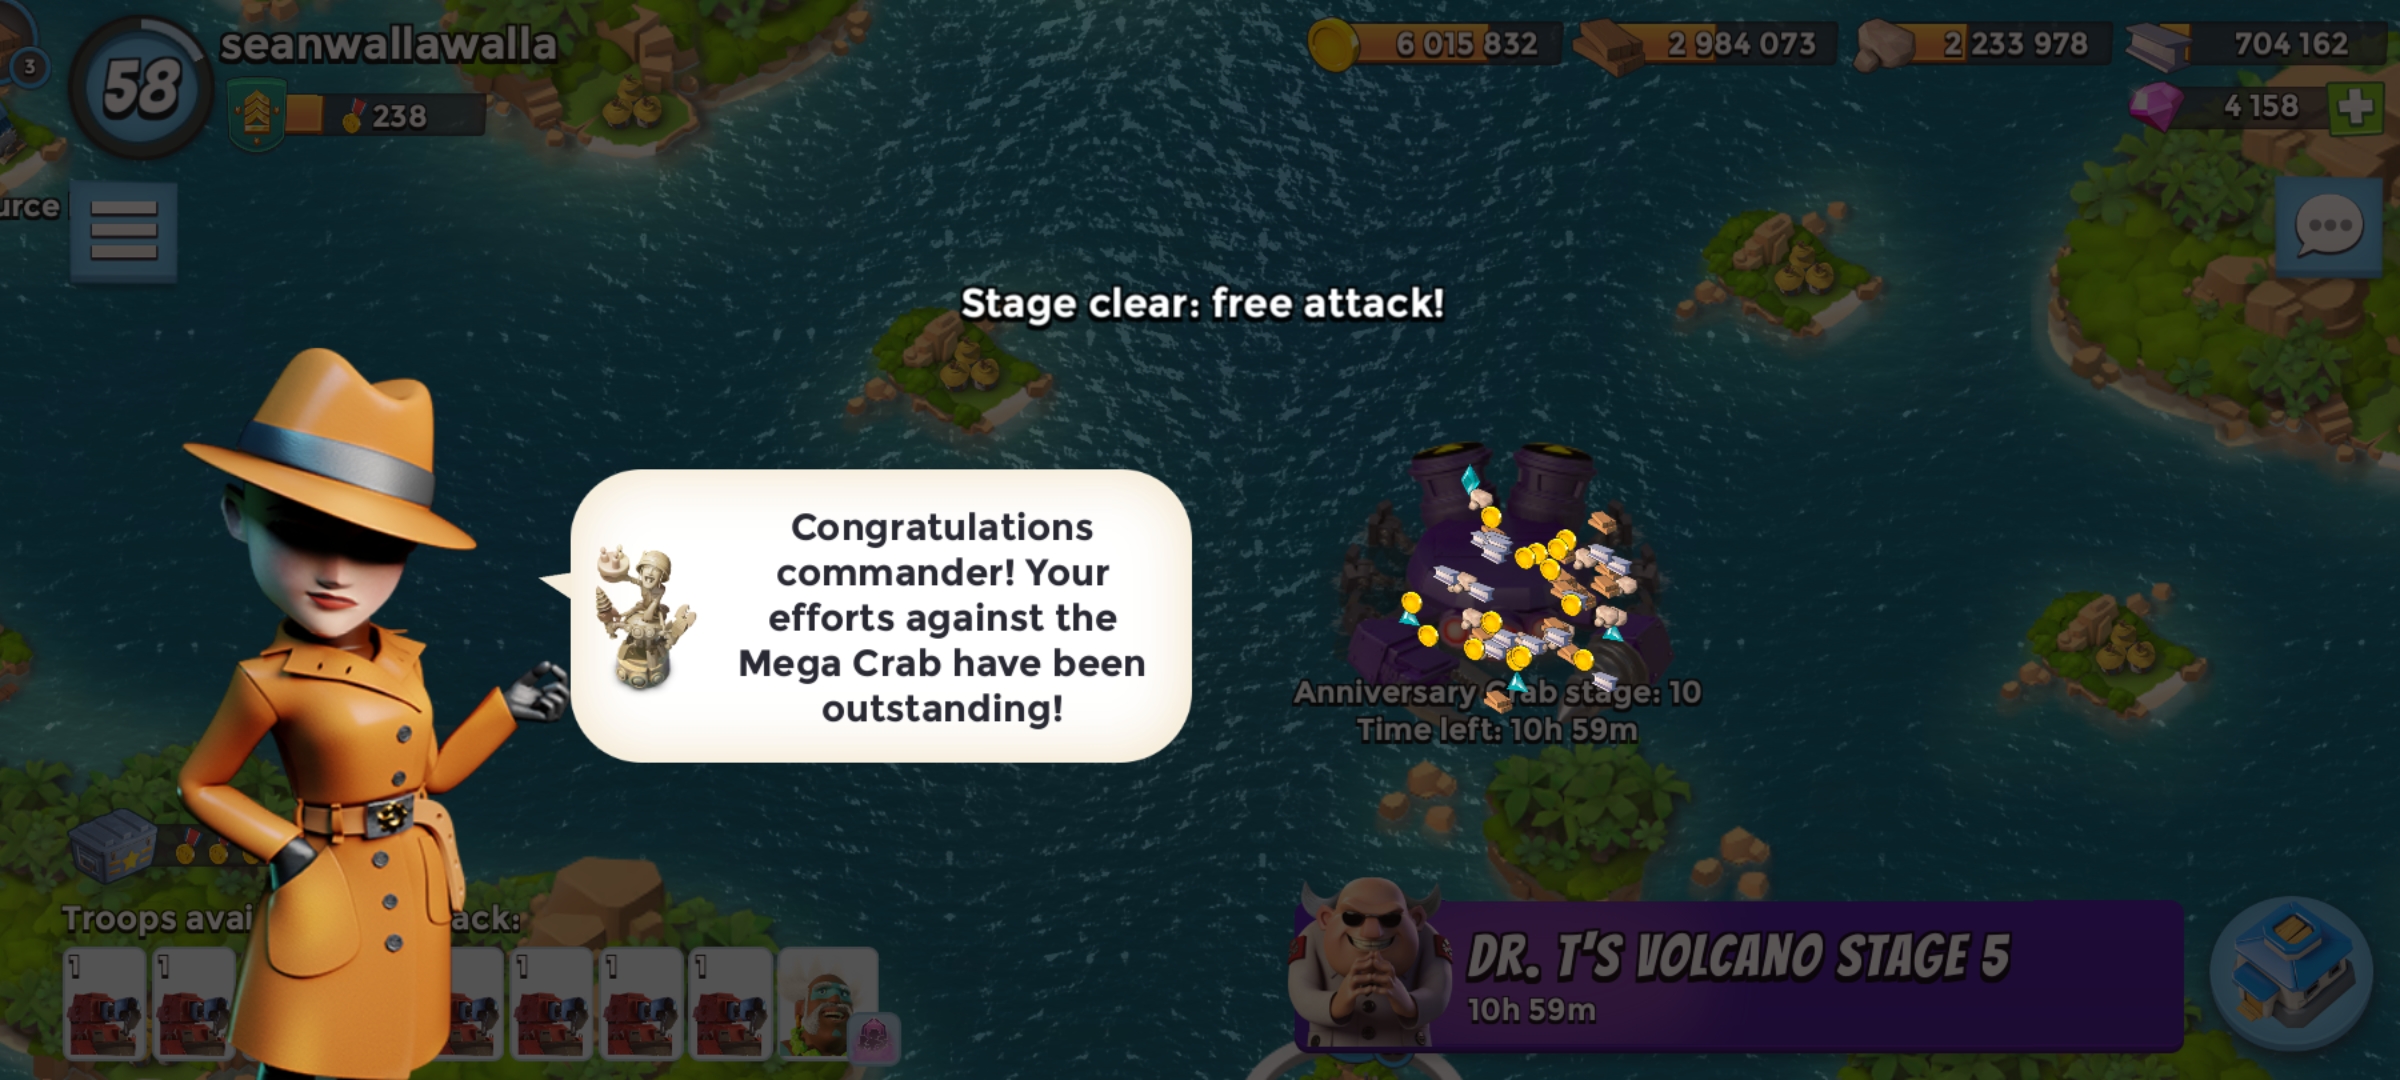 3
58
seanwallawalla
238
6 015 832
2 984 073
2 233 978
704 162
4 158
urce
Stage clear: free attack!
Congratulations
commander! Your
efforts against the
Mega Crab have been
outstanding!
Anniversary Crab stage: 10
Time left: 10h 59m
Troops avai ack:
1
1
1
1
1
DR. T'S VOLCANO STAGE 5
10h 59m